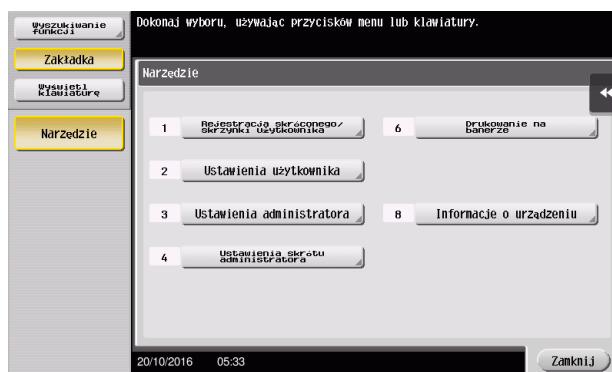 Wyszukiwanie
funkcji
Zakładka
Wyświetl
klawiaturę
Narzędzie
Dokonaj wyboru, używając przycisków menu lub klawiatury.
Narzędzie
1 Rejestracja skróconego/
skrzynki użytkownika
6 Drukowanie na
banerze
2 Ustawienia użytkownika
3 Ustawienia administratora
8 Informacje o urządzeniu
4 Ustawienia skrótu
administratora
20/10/2016 05:33
Zamknij